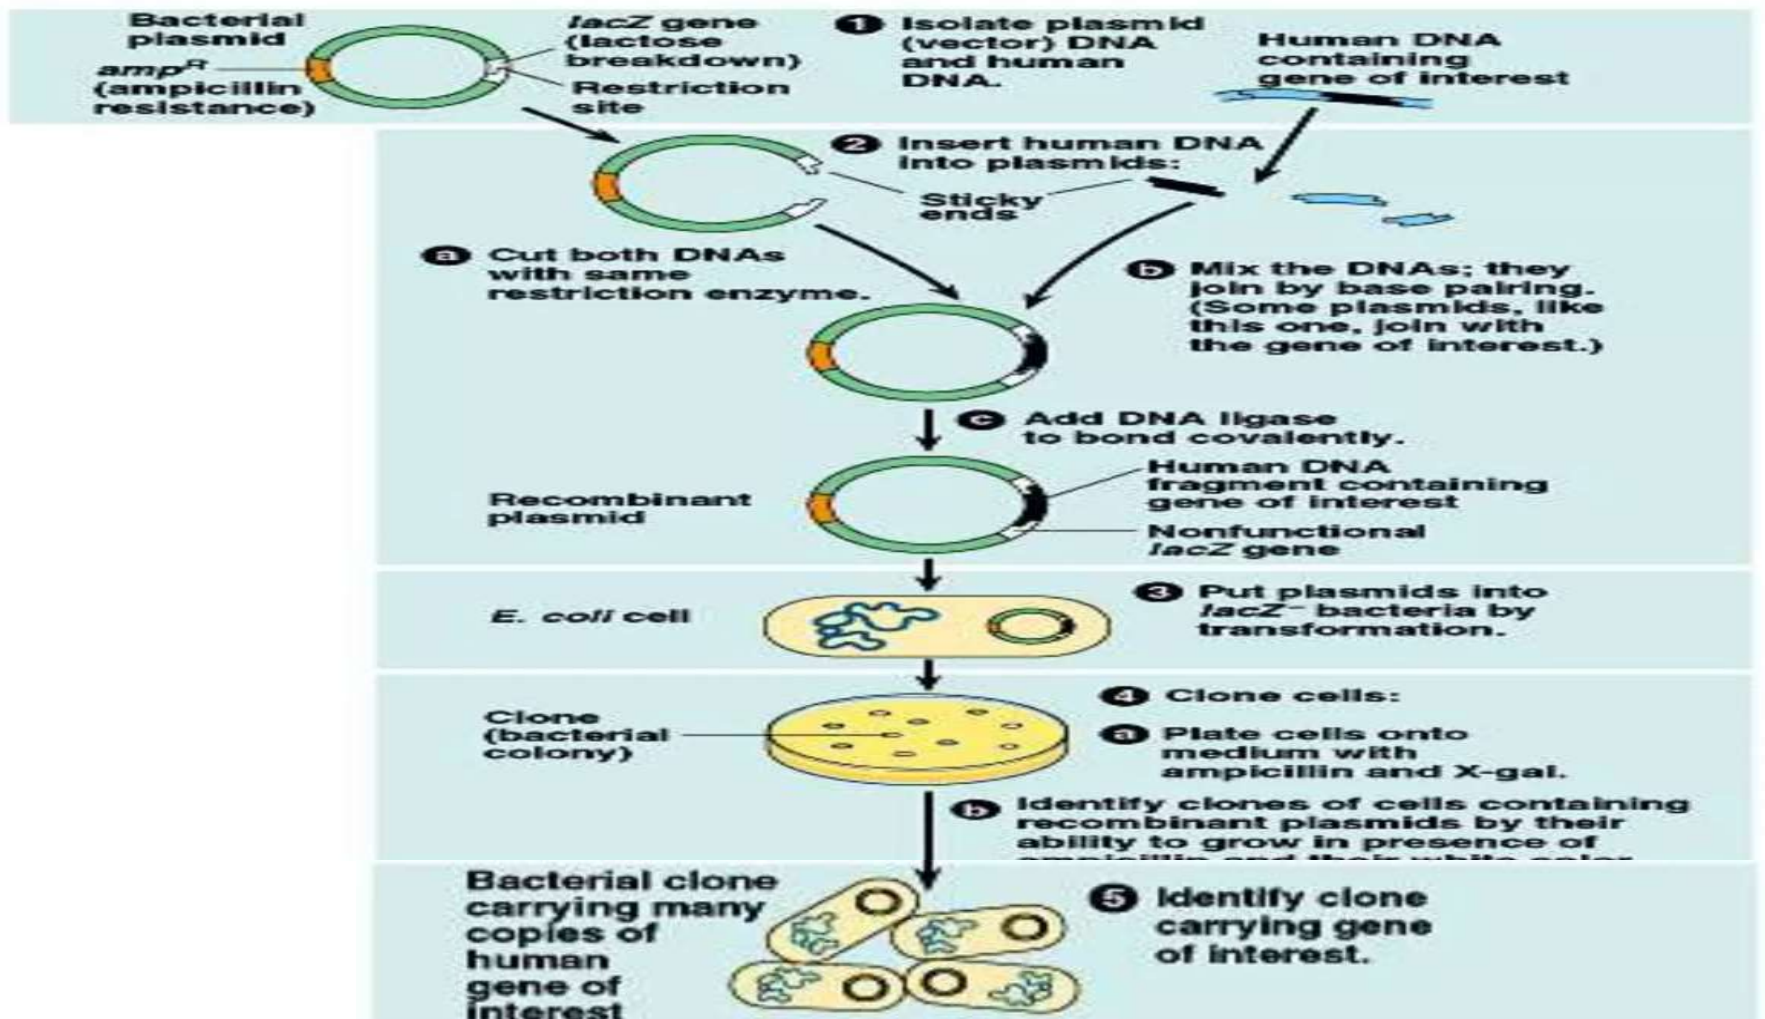 Bacterial
plasmid
ampR
(ampicillin
resistance)
lacZ gene
(lactose
breakdown)
Restriction
site
1 Isolate plasmid
(vector) DNA
and human
DNA.
Human DNA
containing
gene of interest
2 Insert human DNA
into plasmids:
Sticky
ends
a Cut both DNAs
with same
restriction enzyme.
b Mix the DNAs; they
join by base pairing.
(Some plasmids, like
this one, join with
the gene of interest.)
c Add DNA ligase
to bond covalently.
Recombinant
plasmid
Human DNA
fragment containing
gene of interest
Nonfunctional
lacZ gene
E. coli cell
3 Put plasmids into
lacZ– bacteria by
transformation.
Clone
(bacterial
colony)
4 Clone cells:
a Plate cells onto
medium with
ampicillin and X-gal.
b Identify clones of cells containing
recombinant plasmids by their
ability to grow in presence of
ampicillin and their white color
Bacterial clone
carrying many
copies of
human
gene of
interest
5 Identify clone
carrying gene
of interest.